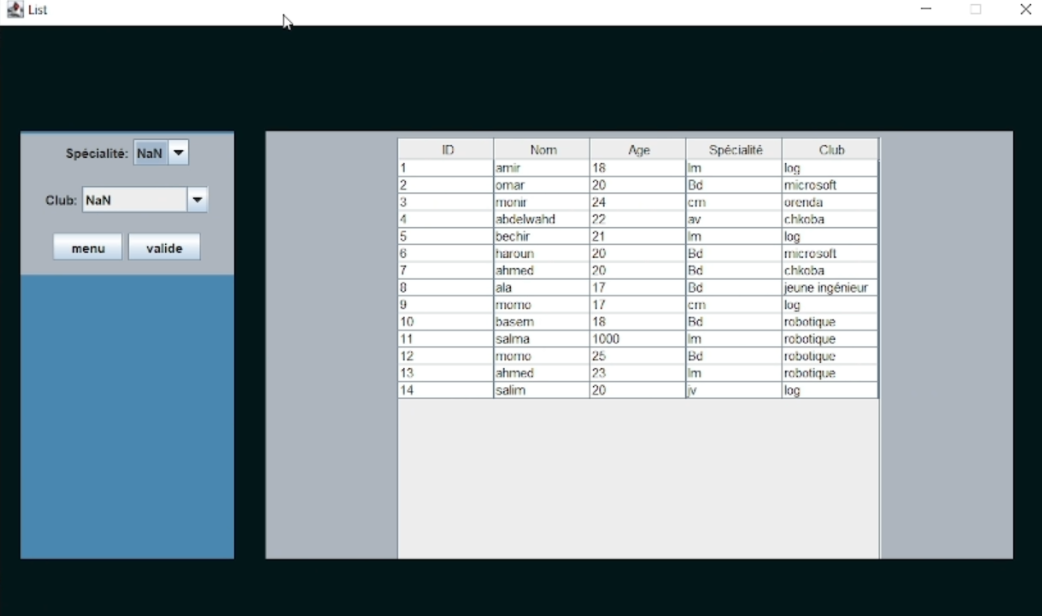 List
Spécialité: NaN
Club: NaN
menu valide
ID Nom Age Spécialité Club
1 amir 18 Im log
2 omar 20 Bd microsoft
3 monir 24 cm orenda
4 abdelwahd 22 av chkoba
5 bechir 21 Im log
6 haroun 20 Bd microsoft
7 ahmed 20 Bd chkoba
8 ala 17 Bd jeune ingénieur
9 momo 17 cm log
10 basem 18 Bd robotique
11 salma 1000 Im robotique
12 momo 25 Bd robotique
13 ahmed 23 Im robotique
14 salim 20 jv log